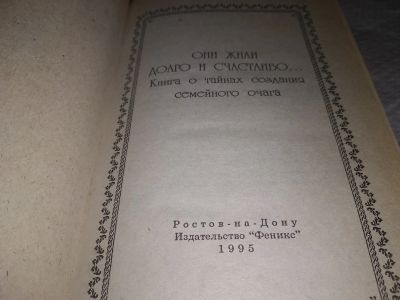 ОНИ ЖИЛИ
ДОЛГО И СЧАСТЛИВО...
Книга о тайнах создания
семейного очага
Ростов-на-Дону
Издательство "Феникс"
1995